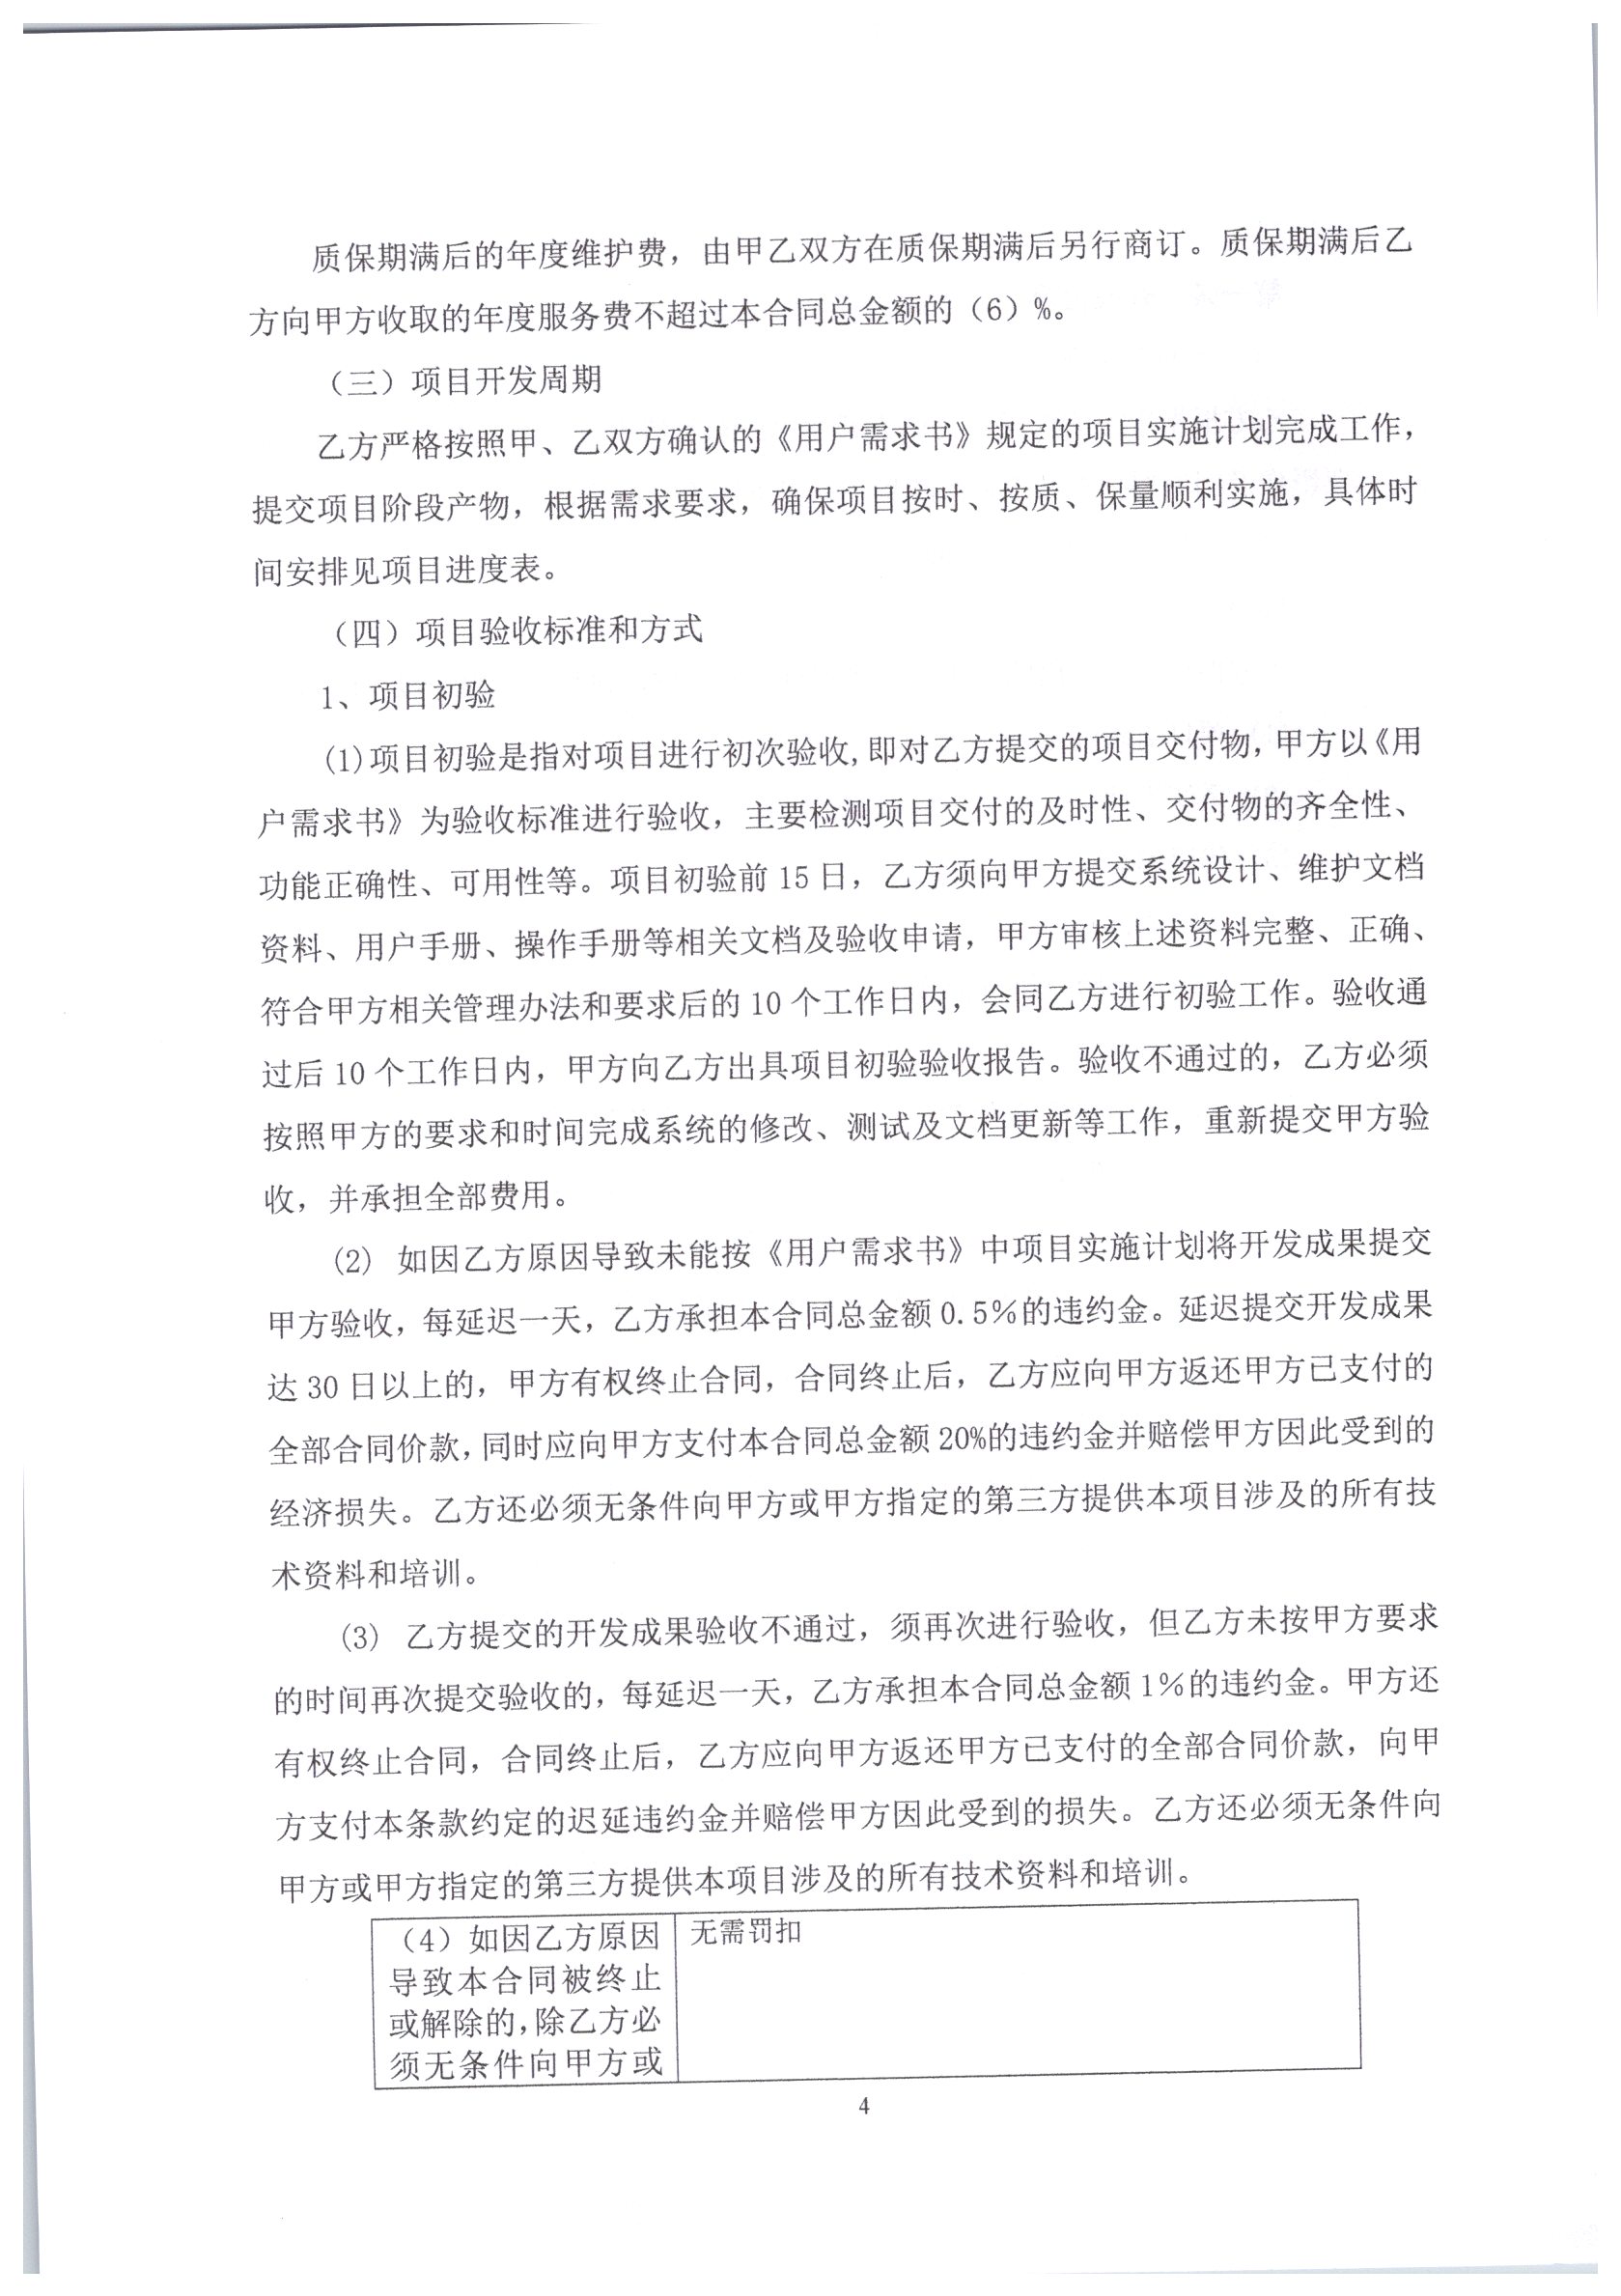 质保期满后的年度维护费，由甲乙双方在质保期满后另行商订。质保期满后乙
方向甲方收取的年度服务费不超过本合同总金额的（6）%。
（三）项目开发周期
乙方严格按照甲、乙双方确认的《用户需求书》规定的项目实施计划完成工作，
提交项目阶段产物，根据需求要求，确保项目按时、按质、保量顺利实施，具体时
间安排见项目进度表。
（四）项目验收标准和方式
1、项目初验
(1)项目初验是指对项目进行初次验收,即对乙方提交的项目交付物，甲方以《用
户需求书》为验收标准进行验收，主要检测项目交付的及时性、交付物的齐全性、
功能正确性、可用性等。项目初验前 15 日，乙方须向甲方提交系统设计、维护文档
资料、用户手册、操作手册等相关文档及验收申请，甲方审核上述资料完整、正确、
符合甲方相关管理办法和要求后的 10 个工作日内，会同乙方进行初验工作。验收通
过后 10 个工作日内，甲方向乙方出具项目初验验收报告。验收不通过的，乙方必须
按照甲方的要求和时间完成系统的修改、测试及文档更新等工作，重新提交甲方验
收，并承担全部费用。
(2) 如因乙方原因导致未能按《用户需求书》中项目实施计划将开发成果提交
甲方验收，每延迟一天，乙方承担本合同总金额 0.5%的违约金。延迟提交开发成果
达 30 日以上的，甲方有权终止合同，合同终止后，乙方应向甲方返还甲方已支付的
全部合同价款，同时应向甲方支付本合同总金额 20%的违约金并赔偿甲方因此受到的
经济损失。乙方还必须无条件向甲方或甲方指定的第三方提供本项目涉及的所有技
术资料和培训。
(3) 乙方提交的开发成果验收不通过，须再次进行验收，但乙方未按甲方要求
的时间再次提交验收的，每延迟一天，乙方承担本合同总金额 1%的违约金。甲方还
有权终止合同，合同终止后，乙方应向甲方返还甲方已支付的全部合同价款，向甲
方支付本条款约定的迟延违约金并赔偿甲方因此受到的损失。乙方还必须无条件向
甲方或甲方指定的第三方提供本项目涉及的所有技术资料和培训。
（4）如因乙方原因
导致本合同被终止
或解除的，除乙方必
须无条件向甲方或
无需罚扣
4